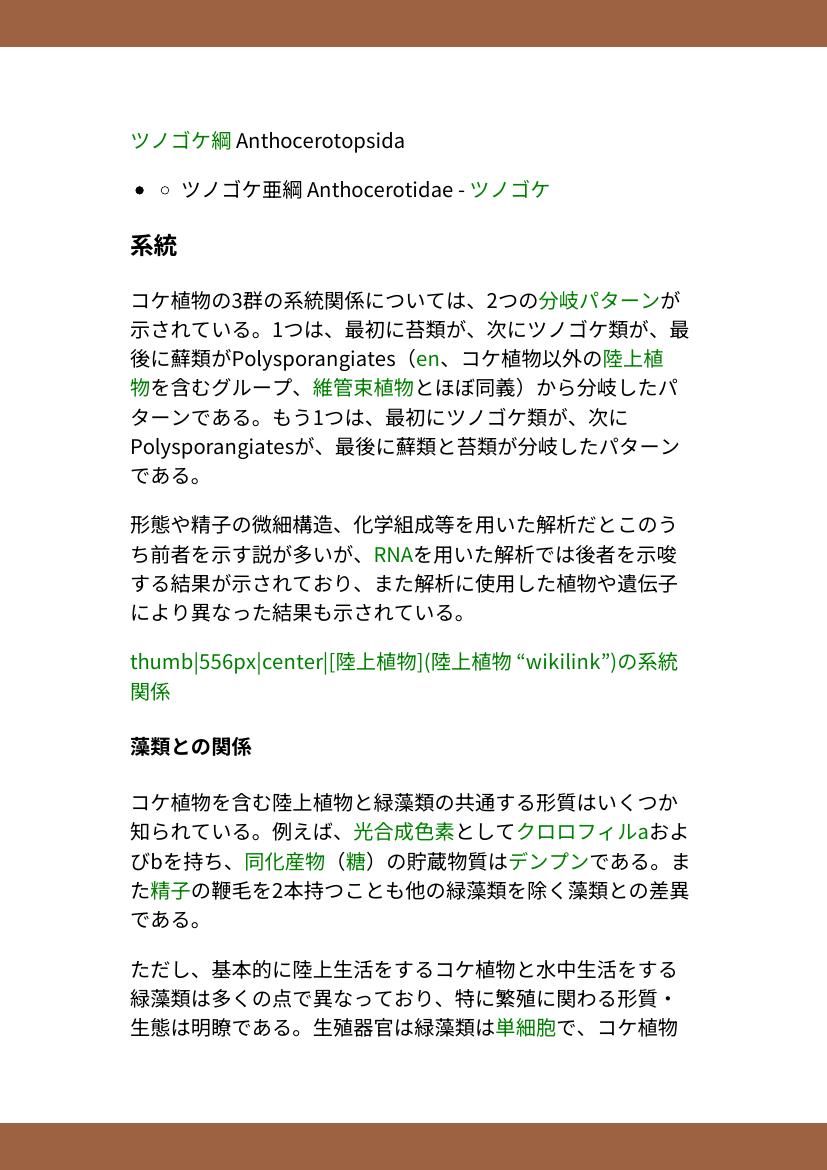 ツノゴケ綱 Anthocerotopsida
● ○ ツノゴケ亜綱 Anthocerotidae - ツノゴケ
系統
コケ植物の3群の系統関係については、2つの分岐パターンが
示されている。1つは、最初に苔類が、次にツノゴケ類が、最
後に蘚類がPolysporangiates（en、コケ植物以外の陸上植
物を含むグループ、維管束植物とほぼ同義）から分岐したパ
ターンである。もう1つは、最初にツノゴケ類が、次に
Polysporangiatesが、最後に蘚類と苔類が分岐したパターン
である。
形態や精子の微細構造、化学組成等を用いた解析だとこのう
ち前者を示す説が多いが、RNAを用いた解析では後者を示唆
する結果が示されており、また解析に使用した植物や遺伝子
により異なった結果も示されている。
thumb|556px|center|[陸上植物](陸上植物 “wikilink”)の系統
関係
藻類との関係
コケ植物を含む陸上植物と緑藻類の共通する形質はいくつか
知られている。例えば、光合成色素としてクロロフィルaおよ
びbを持ち、同化産物（糖）の貯蔵物質はデンプンである。ま
た精子の鞭毛を2本持つことも他の緑藻類を除く藻類との差異
である。
ただし、基本的に陸上生活をするコケ植物と水中生活をする
緑藻類は多くの点で異なっており、特に繁殖に関わる形質・
生態は明瞭である。生殖器官は緑藻類は単細胞で、コケ植物